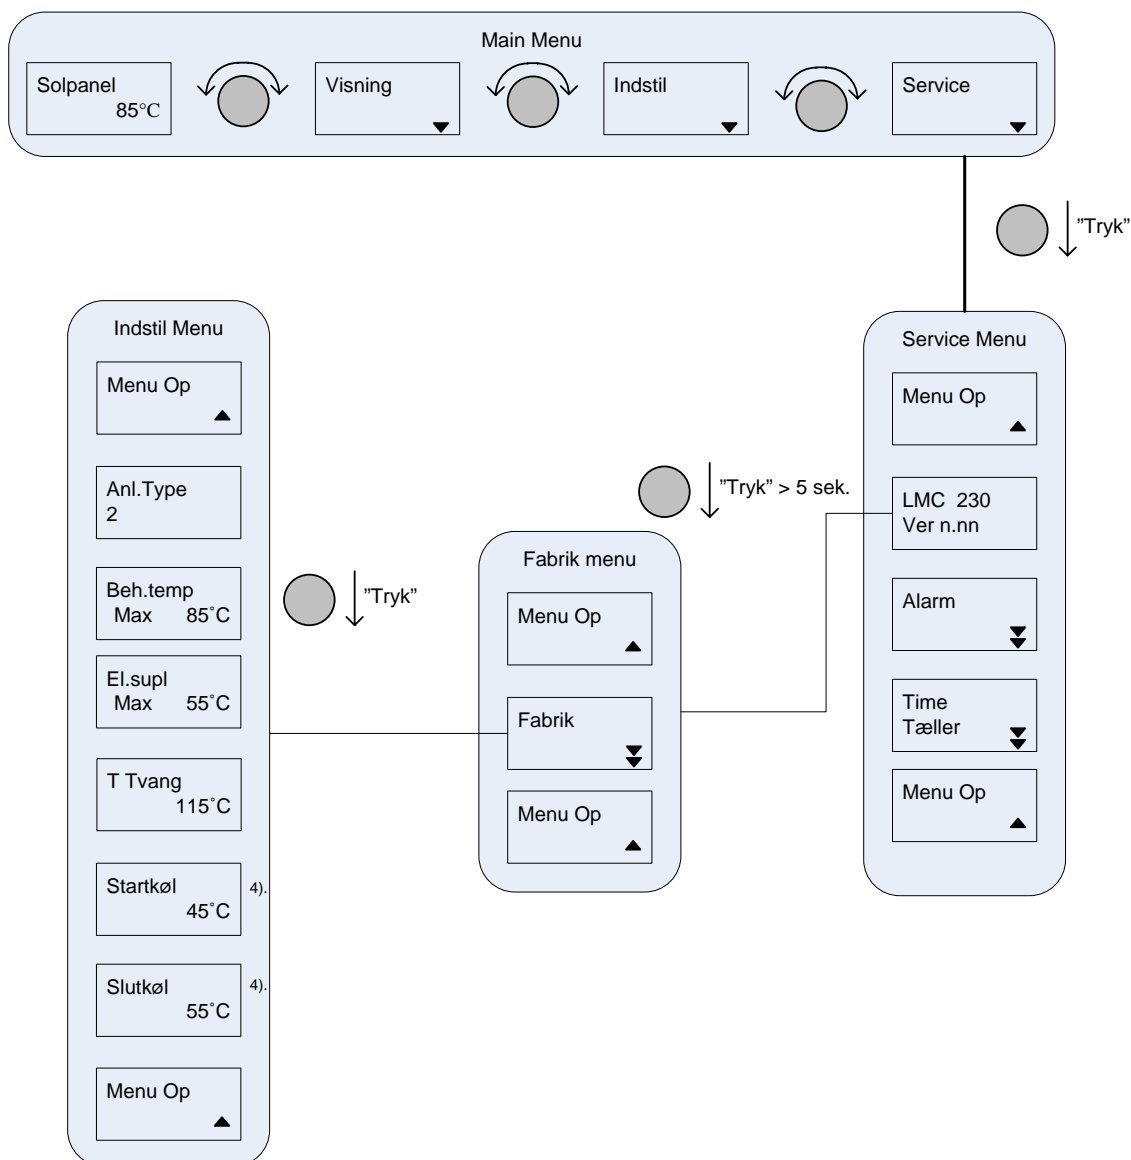 Main Menu
Solpanel
85°C
Visning
Indstil
Service
”Tryk”
Indstil Menu
Menu Op
Anl.Type
2
Beh.temp
Max 85°C
El.supl
Max 55°C
T Tvang
115°C
Startkøl
45°C
4).
Slutkøl
55°C
4).
Menu Op
”Tryk”
Fabrik menu
Menu Op
Fabrik
Menu Op
”Tryk” > 5 sek.
Service Menu
Menu Op
LMC 230
Ver n.nn
Alarm
Time
Tæller
Menu Op